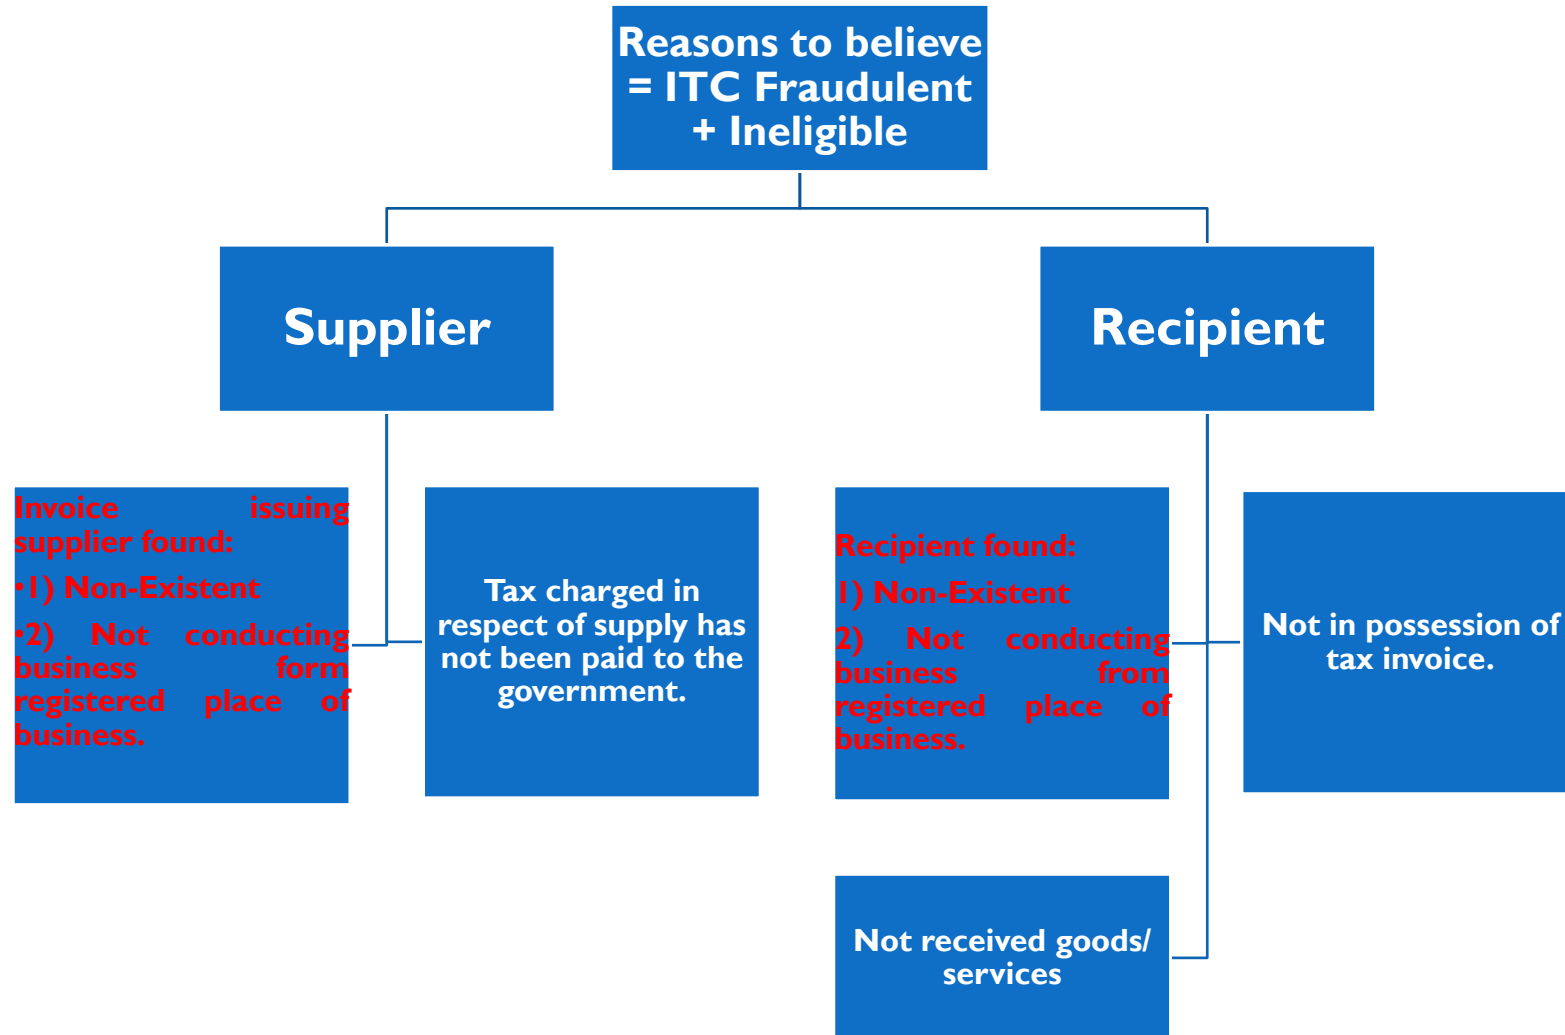 Reasons to believe
= ITC Fraudulent
+ Ineligible
Supplier
Recipient
Invoice issuing
supplier found:
•1) Non-Existent
•2) Not conducting
business form
registered place of
business.
Tax charged in
respect of supply has
not been paid to the
government.
Recipient found:
1) Non-Existent
2) Not conducting
business from
registered place of
business.
Not in possession of
tax invoice.
Not received goods/
services